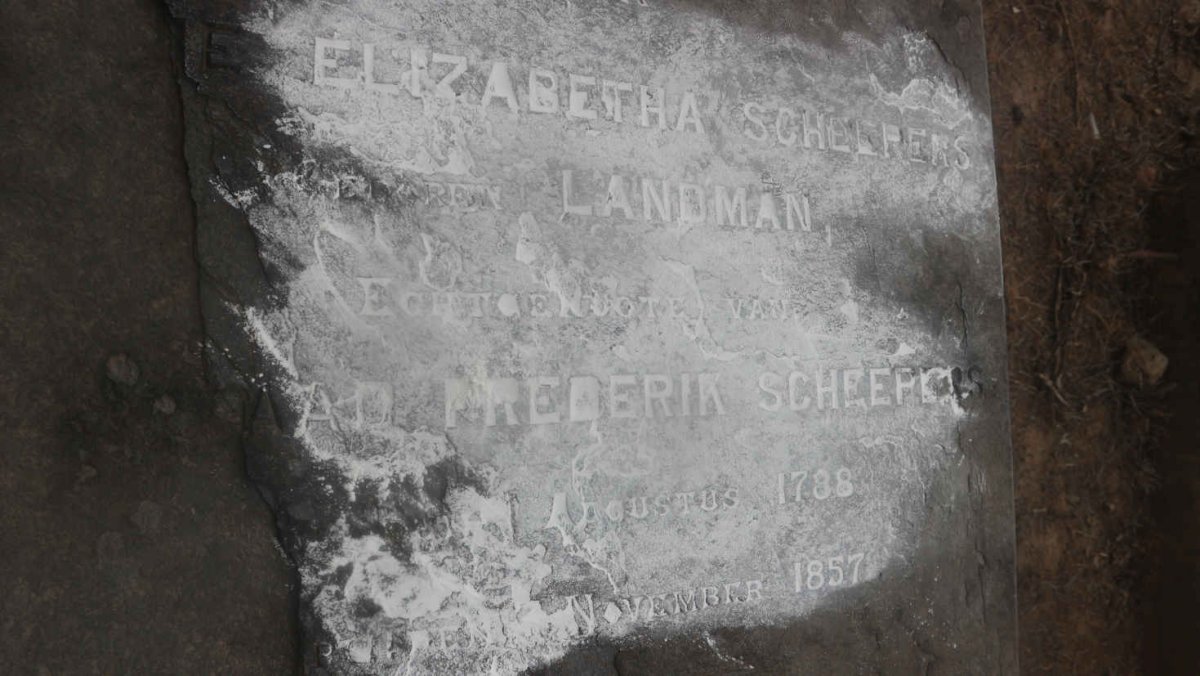 ELIZABETHA SCHEEPERS
LANDMAN,
ECHTGENOOTE VAN
FREDERIK SCHEEPERS
AUGUSTUS 1788
NOVEMBER 1857